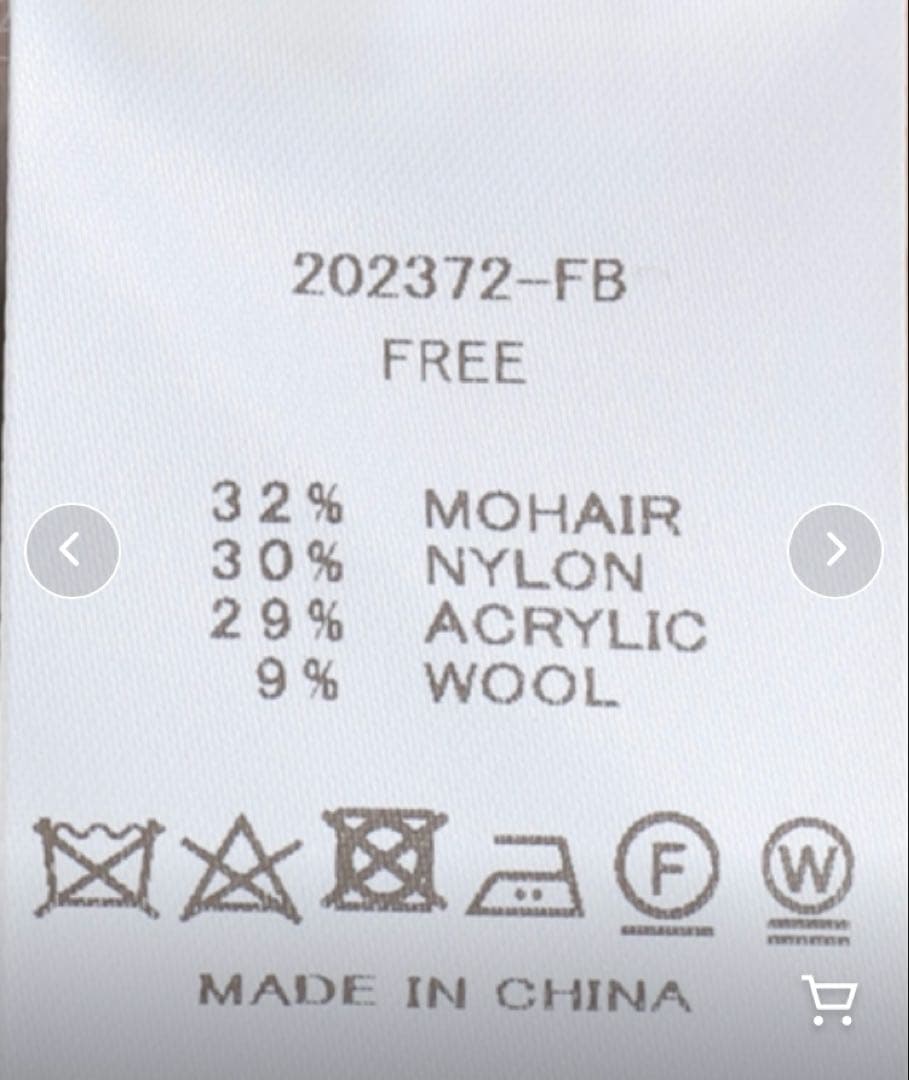 202372-FB
FREE
32% MOHAIR
30% NYLON
29% ACRYLIC
9% WOOL
F W
MADE IN CHINA